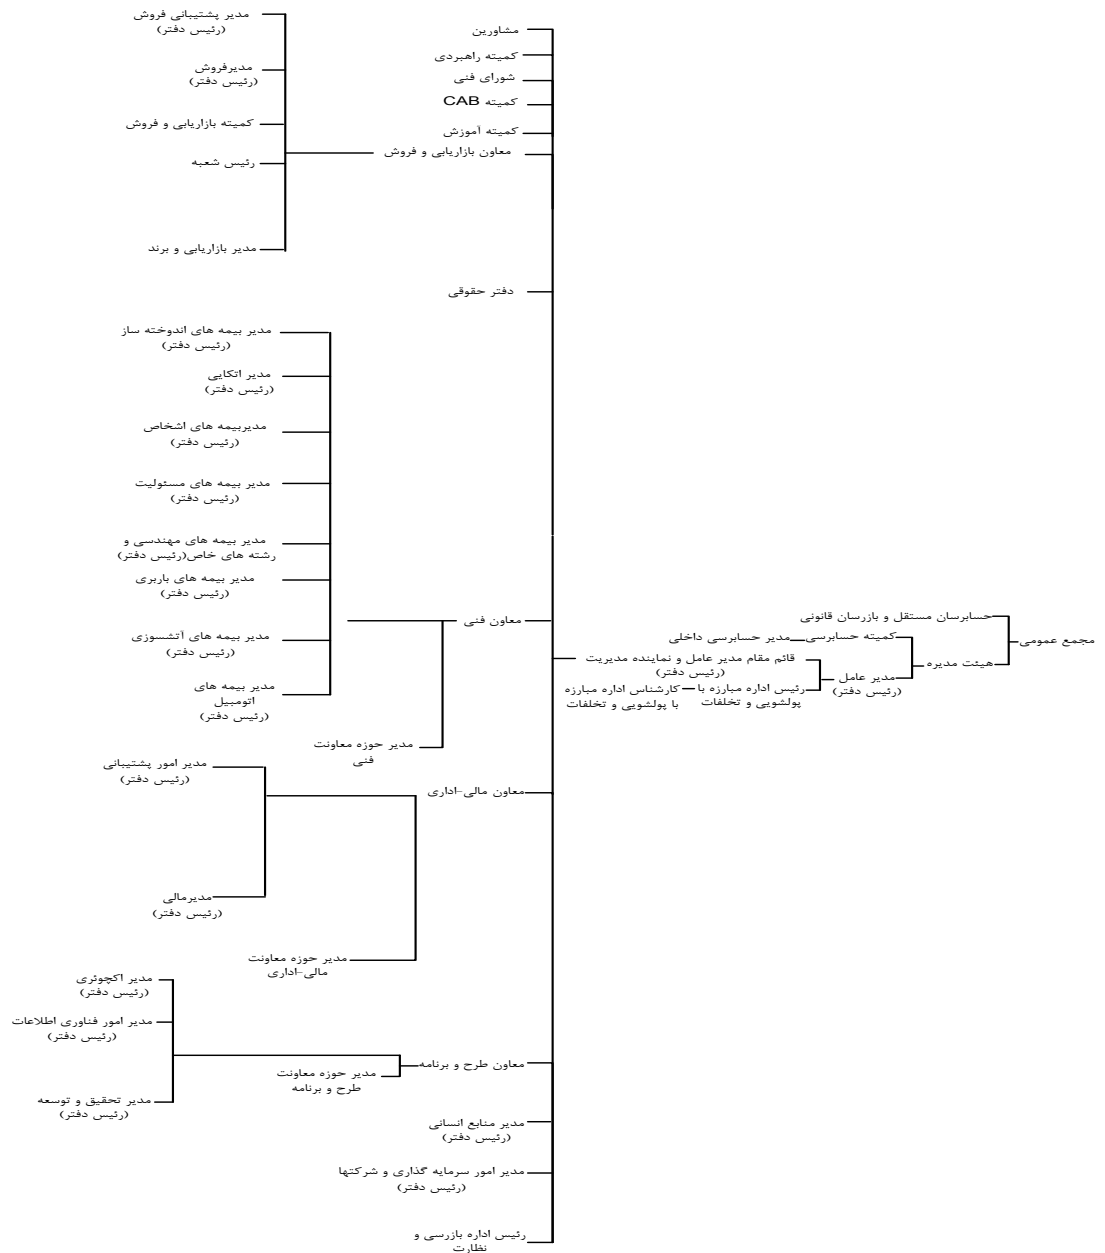 مجمع عمومی
حسابرسان مستقل و بازرسان قانونی
هیئت مدیره
کمیته حسابرسی
مدیر حسابرسی داخلی
مدیر عامل
(رئیس دفتر)
قائم مقام مدیر عامل و نماینده مدیریت
(رئیس دفتر)
رئیس اداره مبارزه با
پولشویی و تخلفات
کارشناس اداره مبارزه
با پولشویی و تخلفات
مشاورین
کمیته راهبردی
شورای فنی
کمیته CAB
کمیته آموزش
معاون بازاریابی و فروش
مدیر پشتیبانی فروش
(رئیس دفتر)
مدیرفروش
(رئیس دفتر)
کمیته بازاریابی و فروش
رئیس شعبه
مدیر بازاریابی و برند
دفتر حقوقی
معاون فنی
مدیر بیمه های اندوخته ساز
(رئیس دفتر)
مدیر اتکایی
(رئیس دفتر)
مدیربیمه های اشخاص
(رئیس دفتر)
مدیر بیمه های مسئولیت
(رئیس دفتر)
مدیر بیمه های مهندسی و
رشته های خاص(رئیس دفتر)
مدیر بیمه های باربری
(رئیس دفتر)
مدیر بیمه های آتشسوزی
(رئیس دفتر)
مدیر بیمه های
اتومبیل
(رئیس دفتر)
مدیر حوزه معاونت
فنی
معاون مالی-اداری
مدیر امور پشتیبانی
(رئیس دفتر)
مدیرمالی
(رئیس دفتر)
مدیر حوزه معاونت
مالی-اداری
معاون طرح و برنامه
مدیر اکچوئری
(رئیس دفتر)
مدیر امور فناوری اطلاعات
(رئیس دفتر)
مدیر تحقیق و توسعه
(رئیس دفتر)
مدیر حوزه معاونت
طرح و برنامه
مدیر منابع انسانی
(رئیس دفتر)
مدیر امور سرمایه گذاری و شرکتها
(رئیس دفتر)
رئیس اداره بازرسی و
نظارت